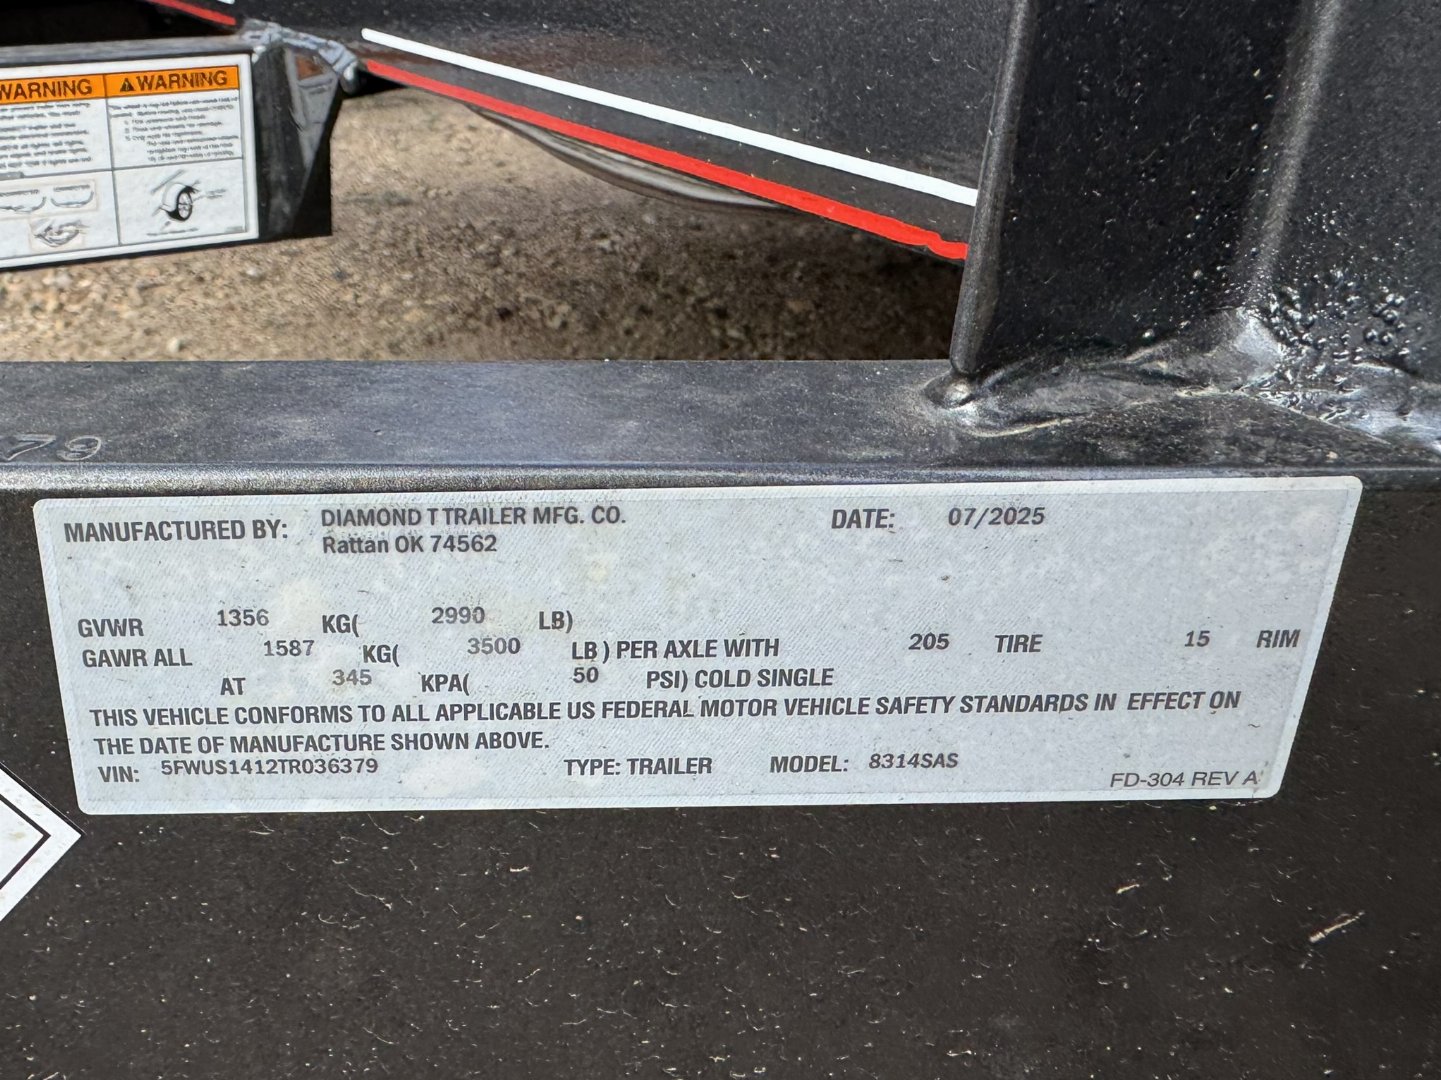 WARNING
WARNING
79
MANUFACTURED BY: DIAMOND T TRAILER MFG. CO. DATE: 07/2025
Rattan OK 74562
GVWR 1356 KG( 2990 LB)
GAWR ALL 1587 KG( 3500 LB) PER AXLE WITH 205 TIRE 15 RIM
AT 345 KPA( 50 PSI) COLD SINGLE
THIS VEHICLE CONFORMS TO ALL APPLICABLE US FEDERAL MOTOR VEHICLE SAFETY STANDARDS IN EFFECT ON
THE DATE OF MANUFACTURE SHOWN ABOVE.
VIN: 5FWUS1412TR036379 TYPE: TRAILER MODEL: 8314SAS
FD-304 REV A